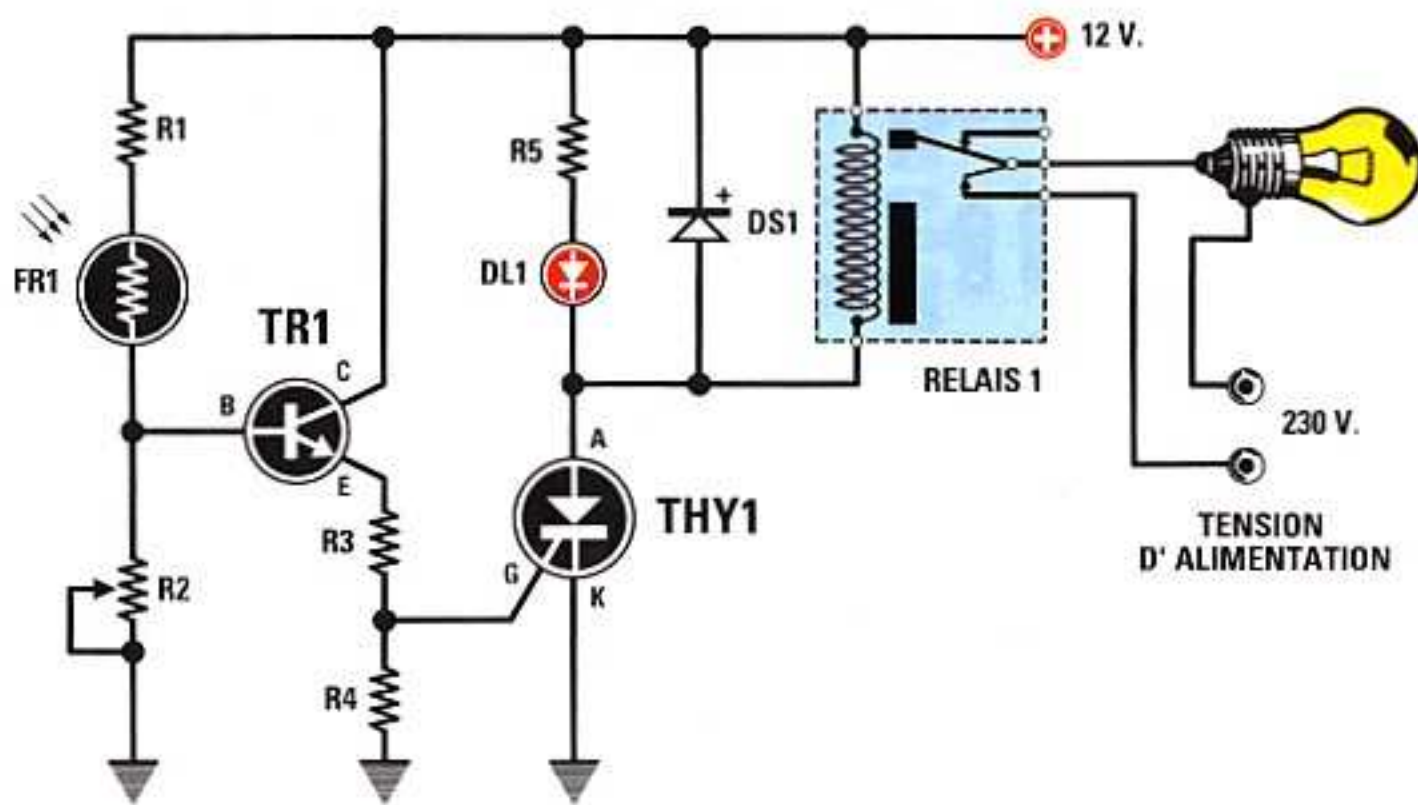 12 V.
R1
R5
FR1
DL1
DS1
+
TR1
C
B
E
RELAIS 1
230 V.
A
THY1
R3
G
K
R2
R4
TENSION
D' ALIMENTATION